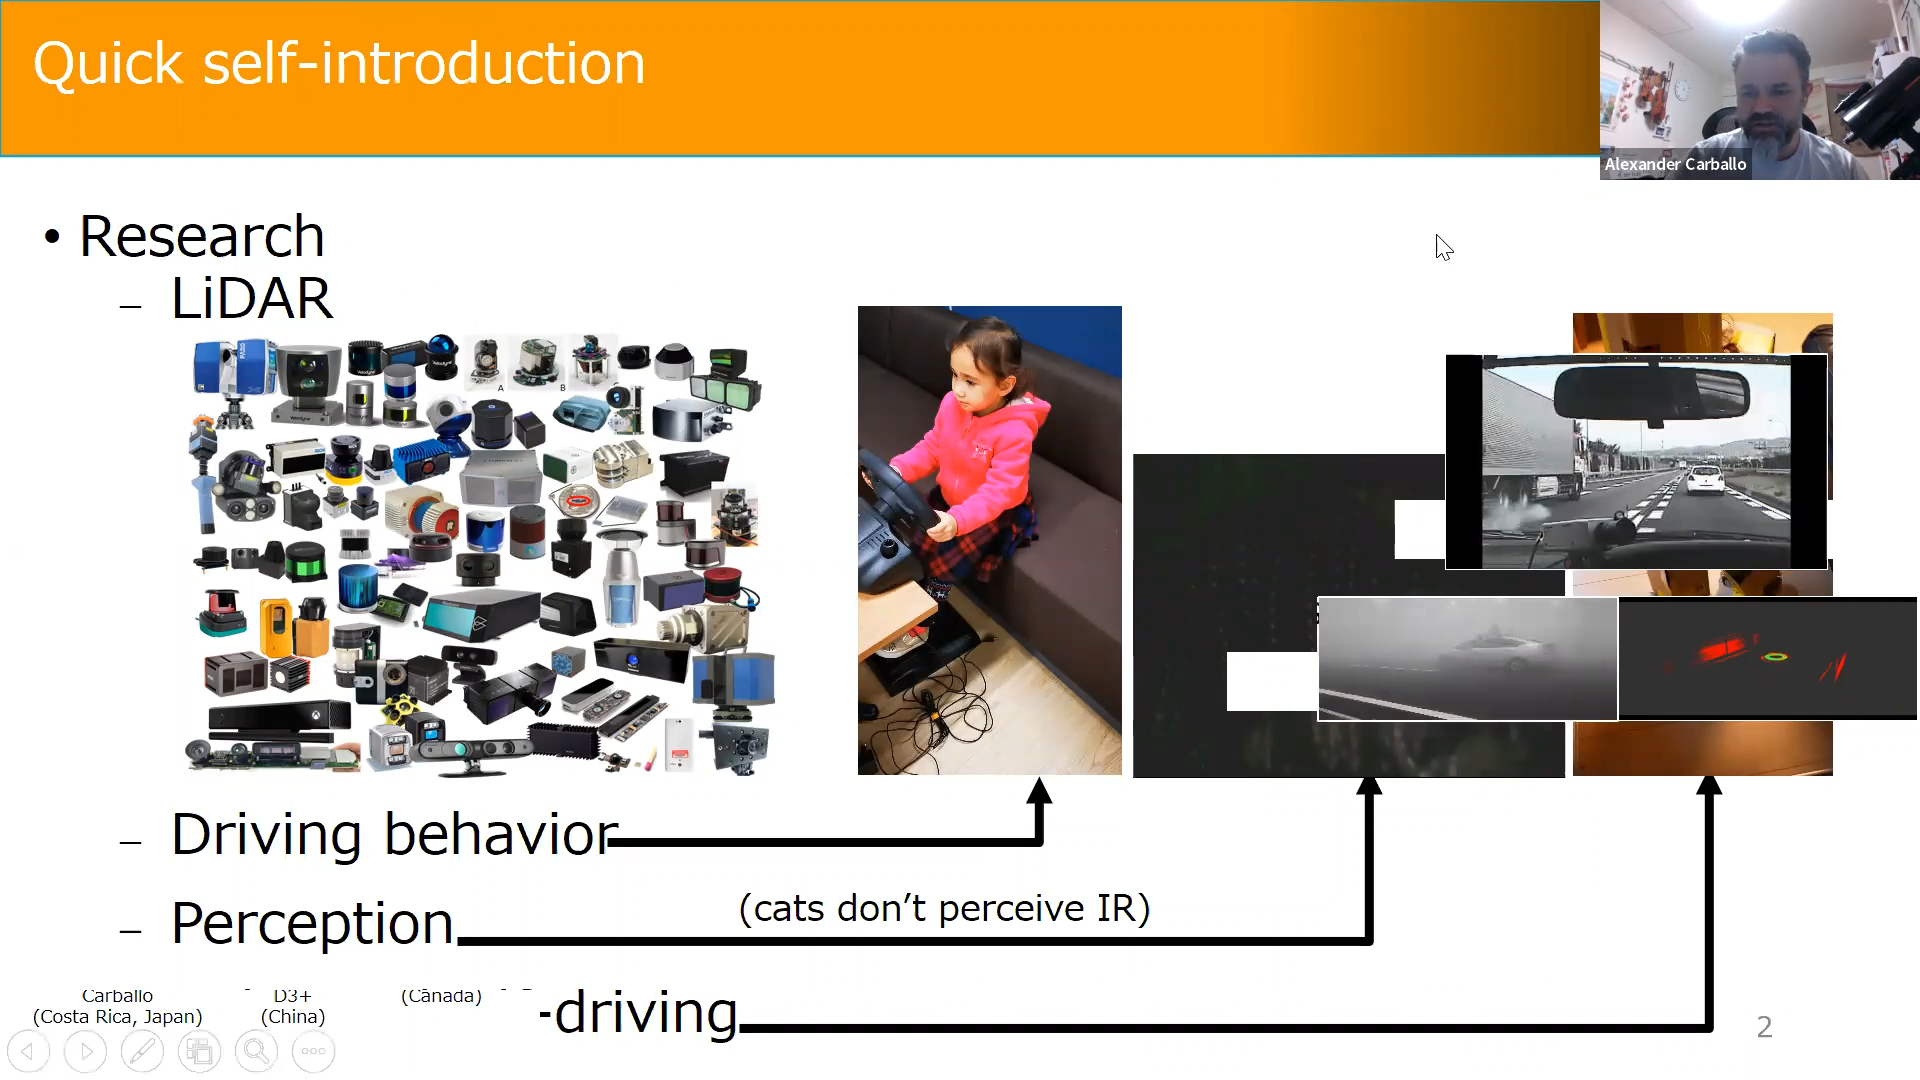 Quick self-introduction
Alexander Carballo
• Research
– LiDAR
A B
– Driving behavior
– Perception
(cats don’t perceive IR)
Carballo
(Costa Rica, Japan)
D3+
(China)
(Canada)
-driving
2